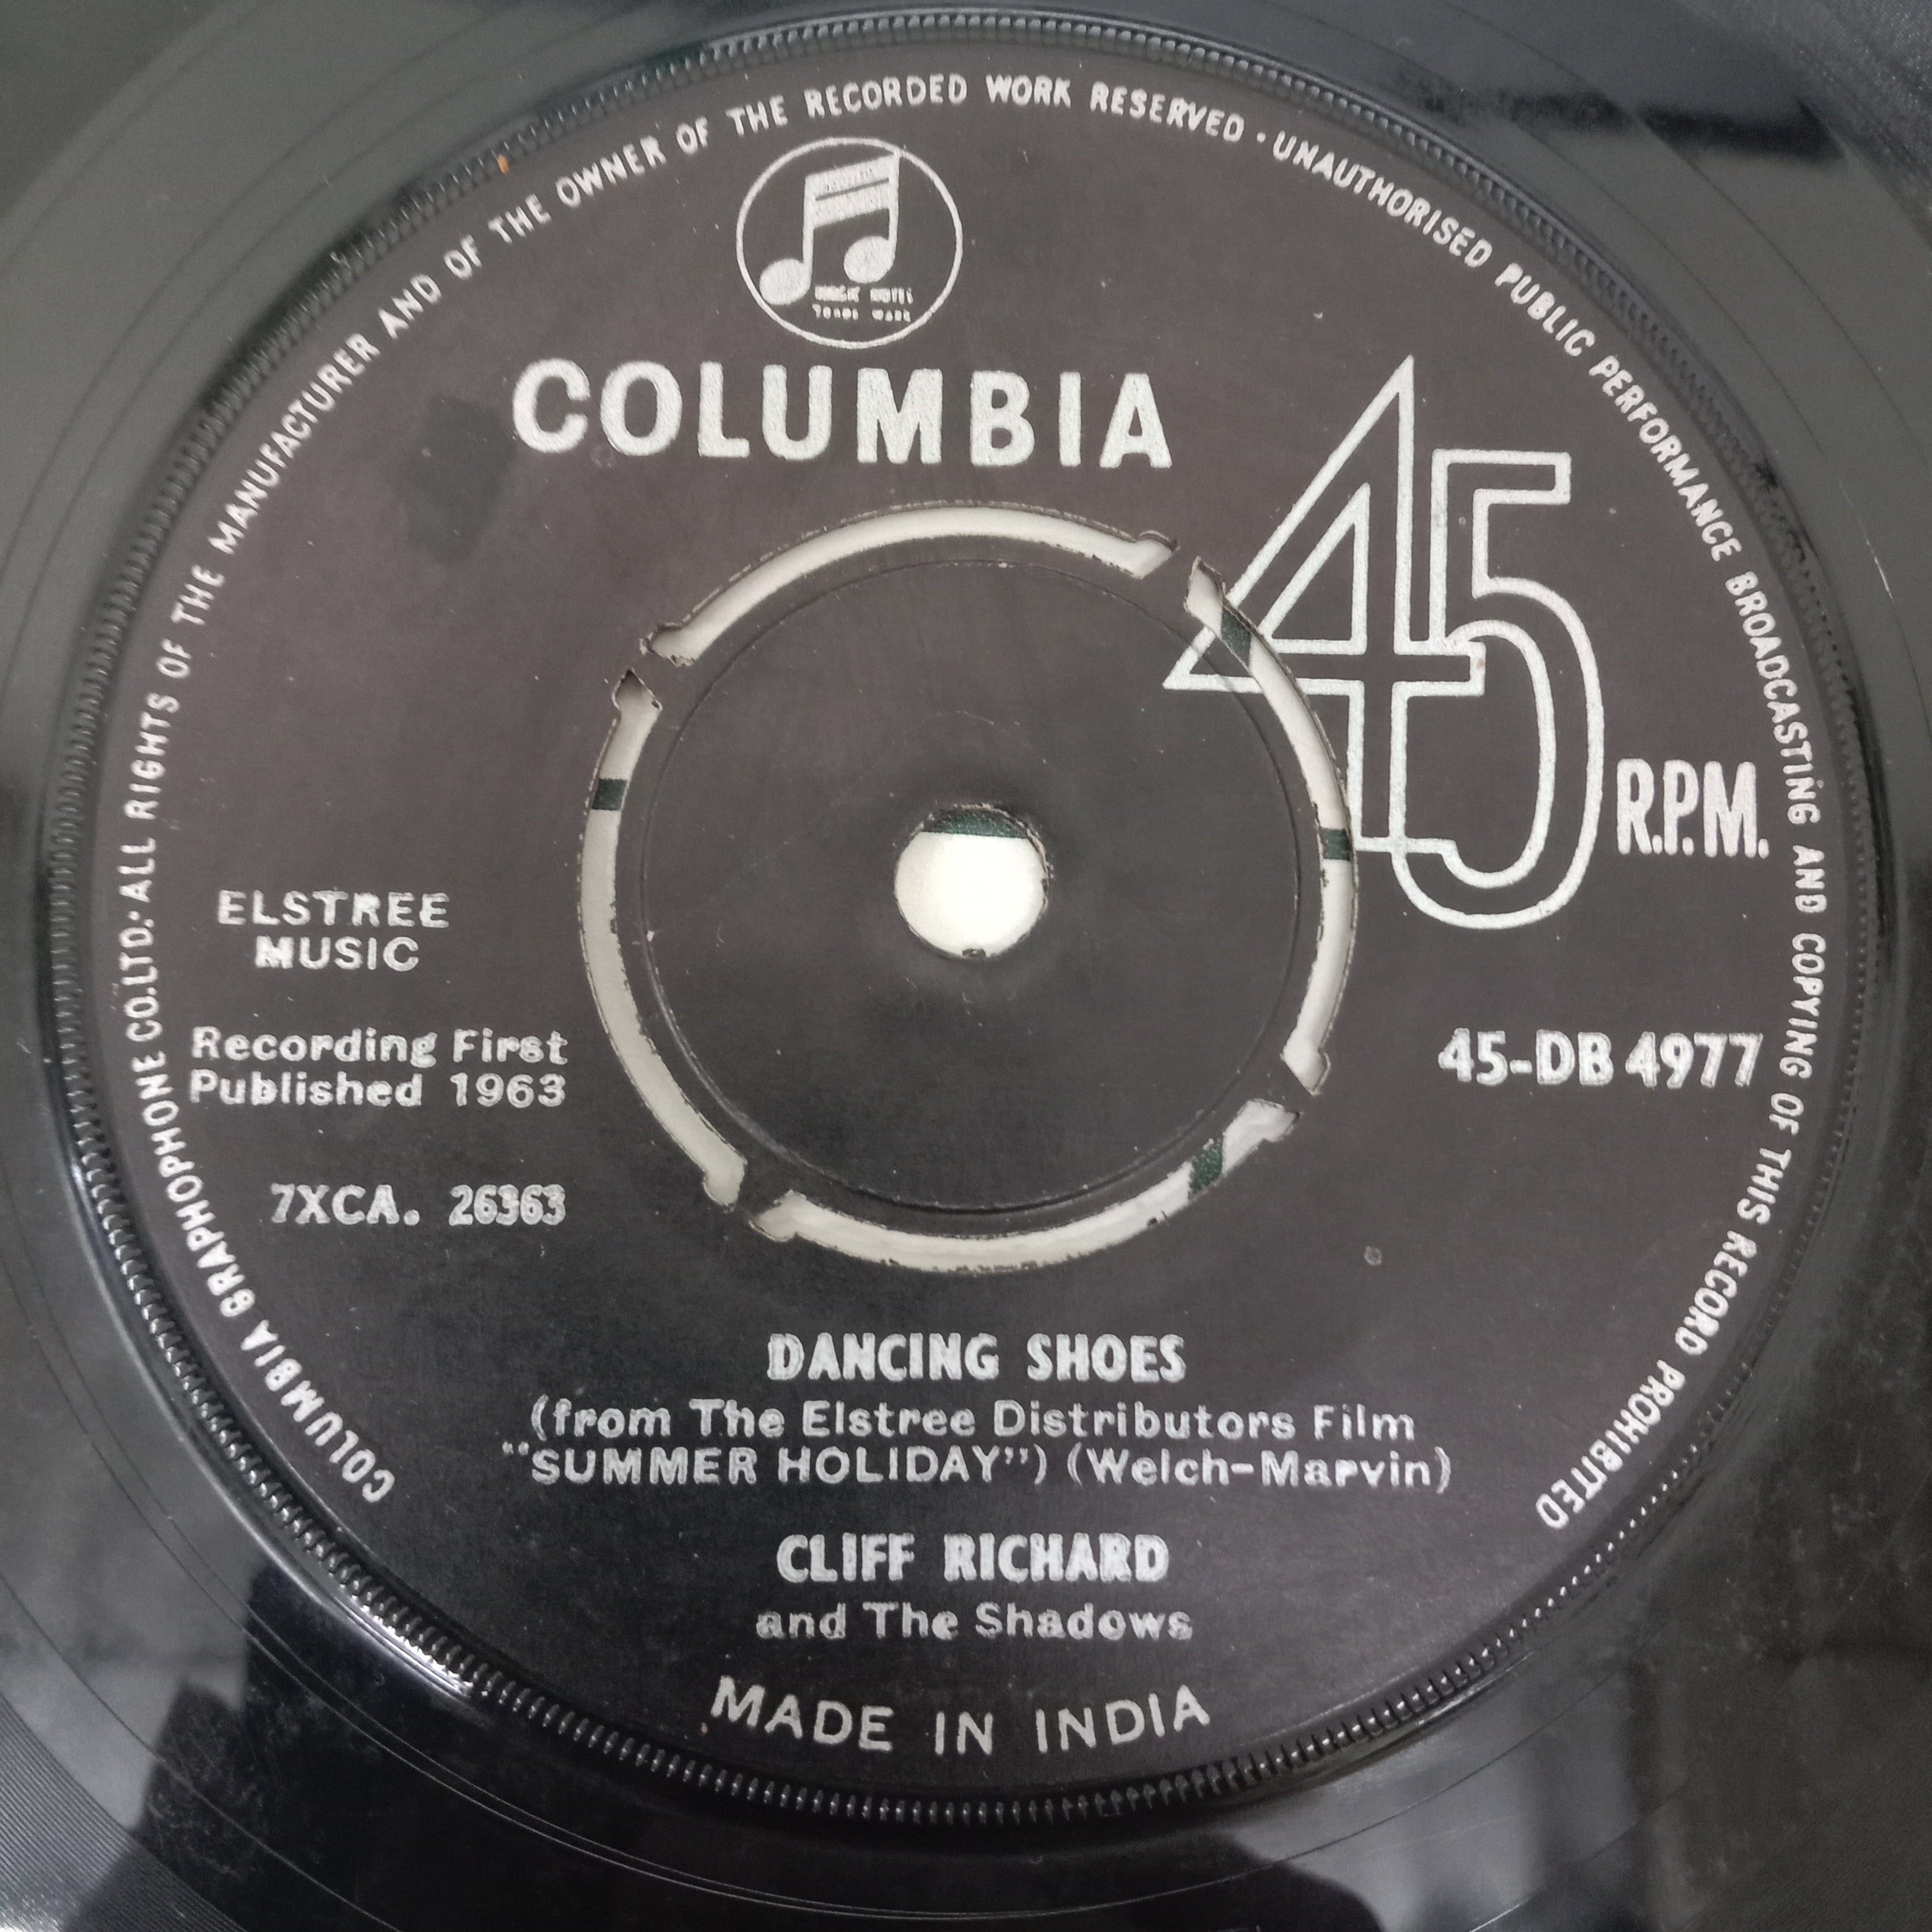 COLUMBIA GRAPHOPHONE CO.LTD. ALL RIGHTS OF THE MANUFACTURER AND OF THE OWNER OF THE RECORDED WORK RESERVED · UNAUTHORISED PUBLIC PERFORMANCE BROADCASTING AND COPYING OF THIS RECORD PROHIBITED
COLUMBIA
45
R.P.M.
ELSTREE
MUSIC
Recording First
Published 1963
7XCA. 26363
45-DB 4977
DANCING SHOES
(from The Elstree Distributors Film
"SUMMER HOLIDAY") (Welch-Marvin)
CLIFF RICHARD
and The Shadows
MADE IN INDIA